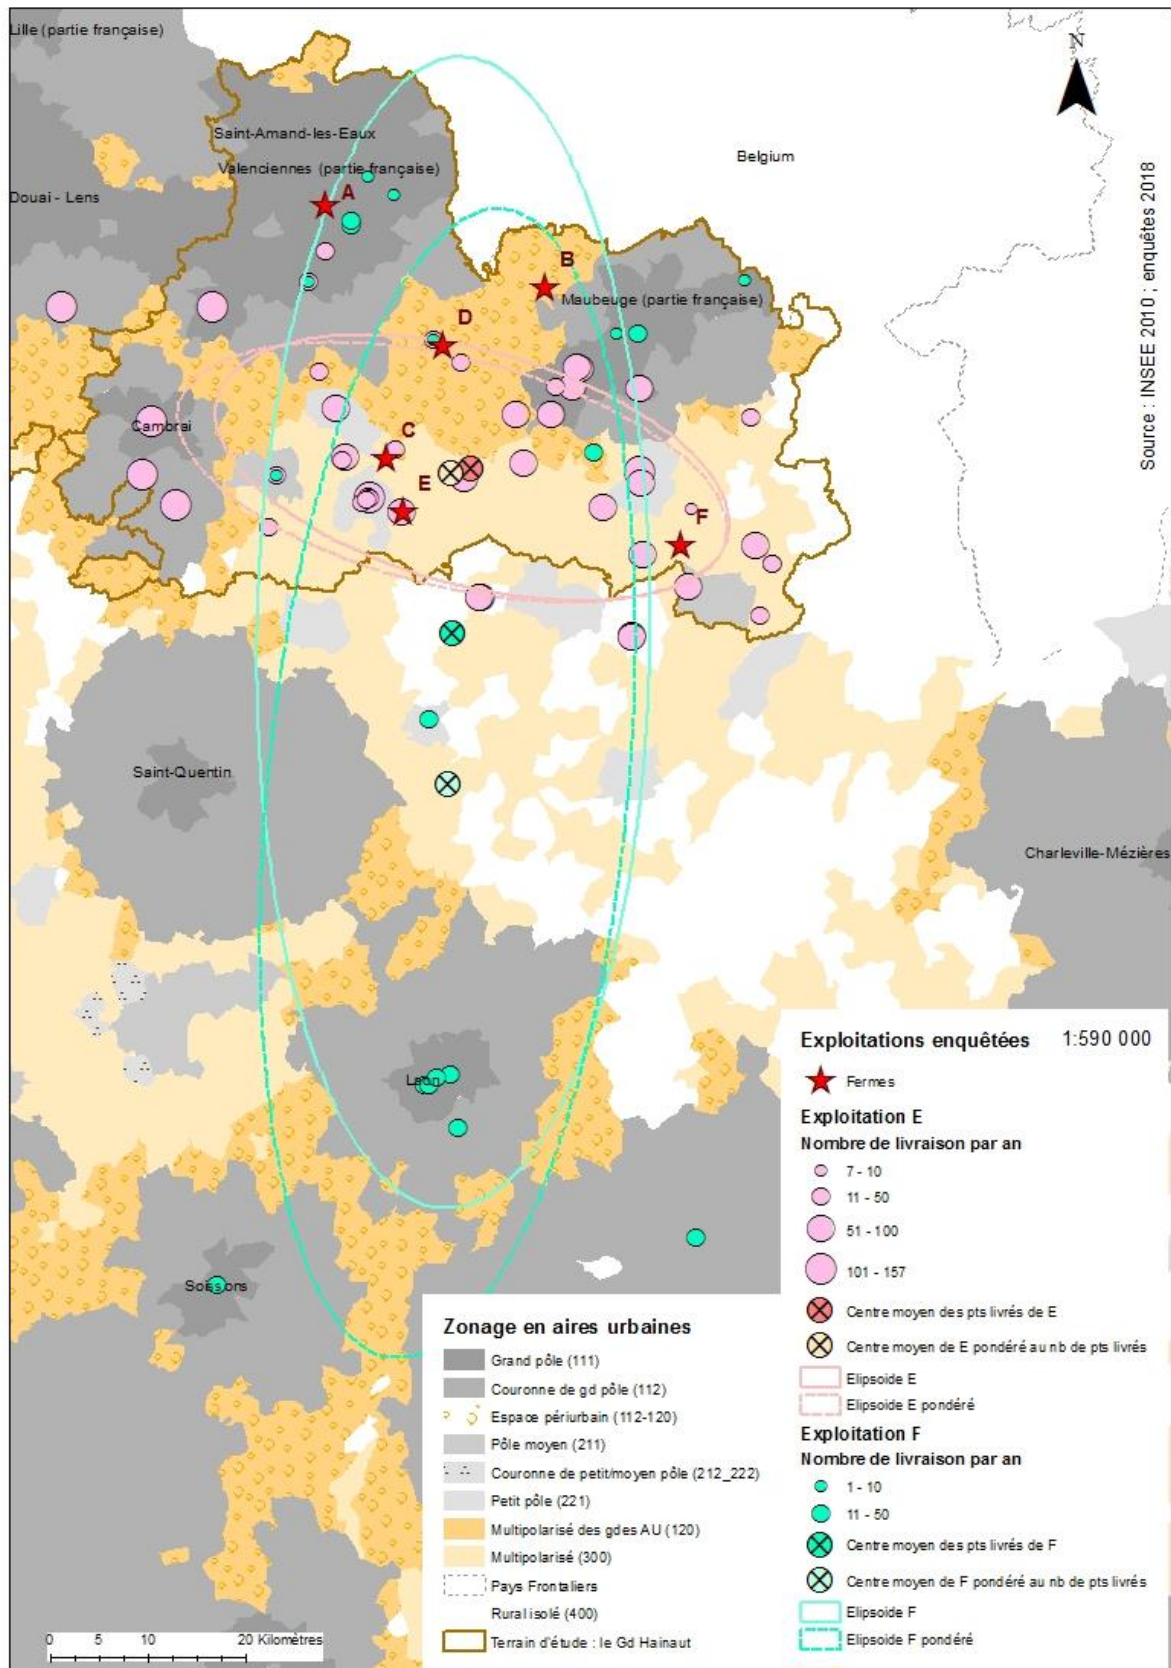 Lille (partie française)
N
Saint-Amand-les-Eaux
Belgium
Valenciennes (partie française)
A
Douai - Lens
Source : INSEE 2010 ; enquêtes 2018
B
Maubeuge (partie française)
D
Cambrai
C
E
F
Saint-Quentin
Charleville-Mézières
Laon
Soissons
Exploitations enquêtées 1:590 000
Fermes
Exploitation E
Nombre de livraison par an
7 - 10
11 - 50
51 - 100
101 - 157
Centre moyen des pts livrés de E
Centre moyen de E pondéré au nb de pts livrés
Elipsoide E
Elipsoide E pondéré
Exploitation F
Nombre de livraison par an
1 - 10
11 - 50
Centre moyen des pts livrés de F
Centre moyen de F pondéré au nb de pts livrés
Elipsoide F
Elipsoide F pondéré
Zonage en aires urbaines
Grand pôle (111)
Couronne de gd pôle (112)
Espace périurbain (112-120)
Pôle moyen (211)
Couronne de petit/moyen pôle (212_222)
Petit pôle (221)
Multipolarisé des gdes AU (120)
Multipolarisé (300)
Pays Frontaliers
Rural isolé (400)
Terrain d'étude : le Gd Hainaut
0 5 10 20 Kilomètres